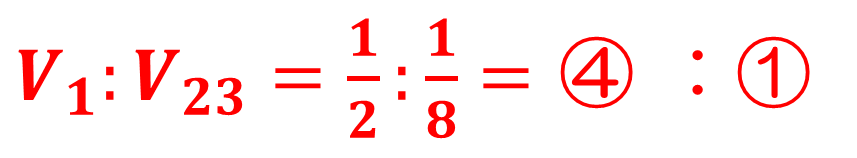 V₁:V₂₃ = 1/2 : 1/8 = ④ : ①